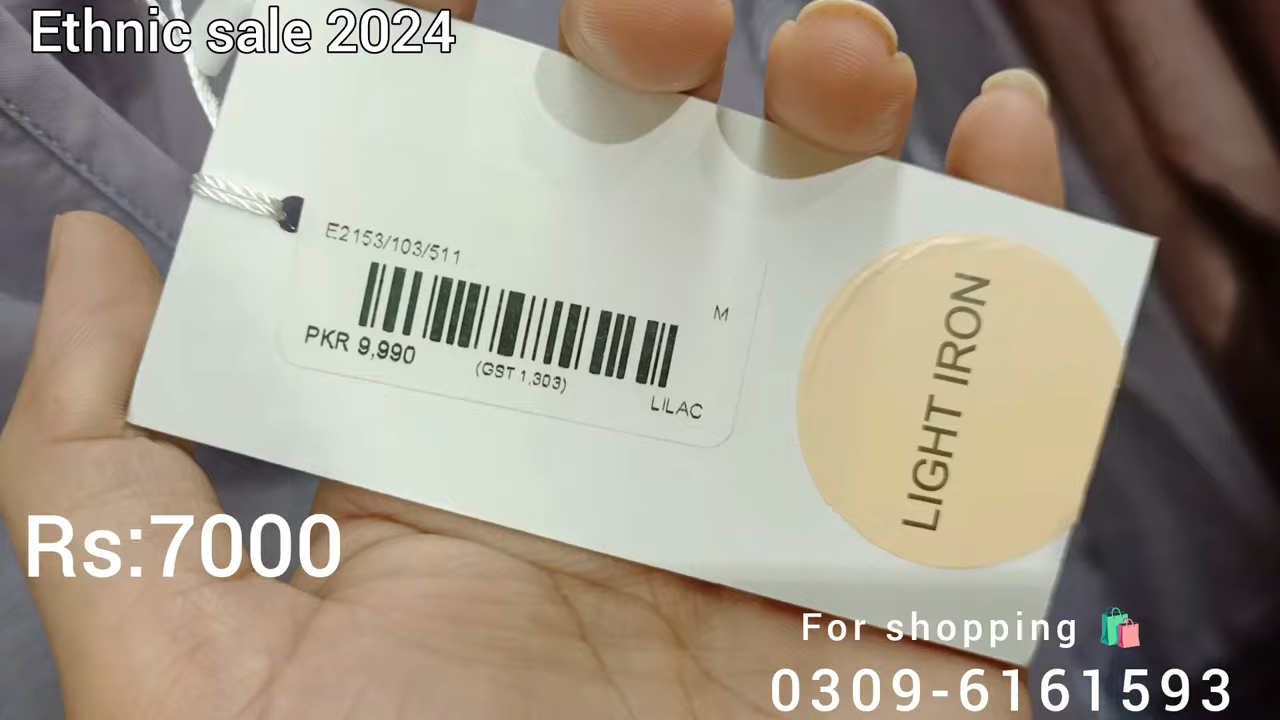 Ethnic sale 2024
E2153/103/511
M
PKR 9,990
(GST 1,303)
LILAC
LIGHT IRON
Rs:7000
For shopping 🛍️
0309-6161593